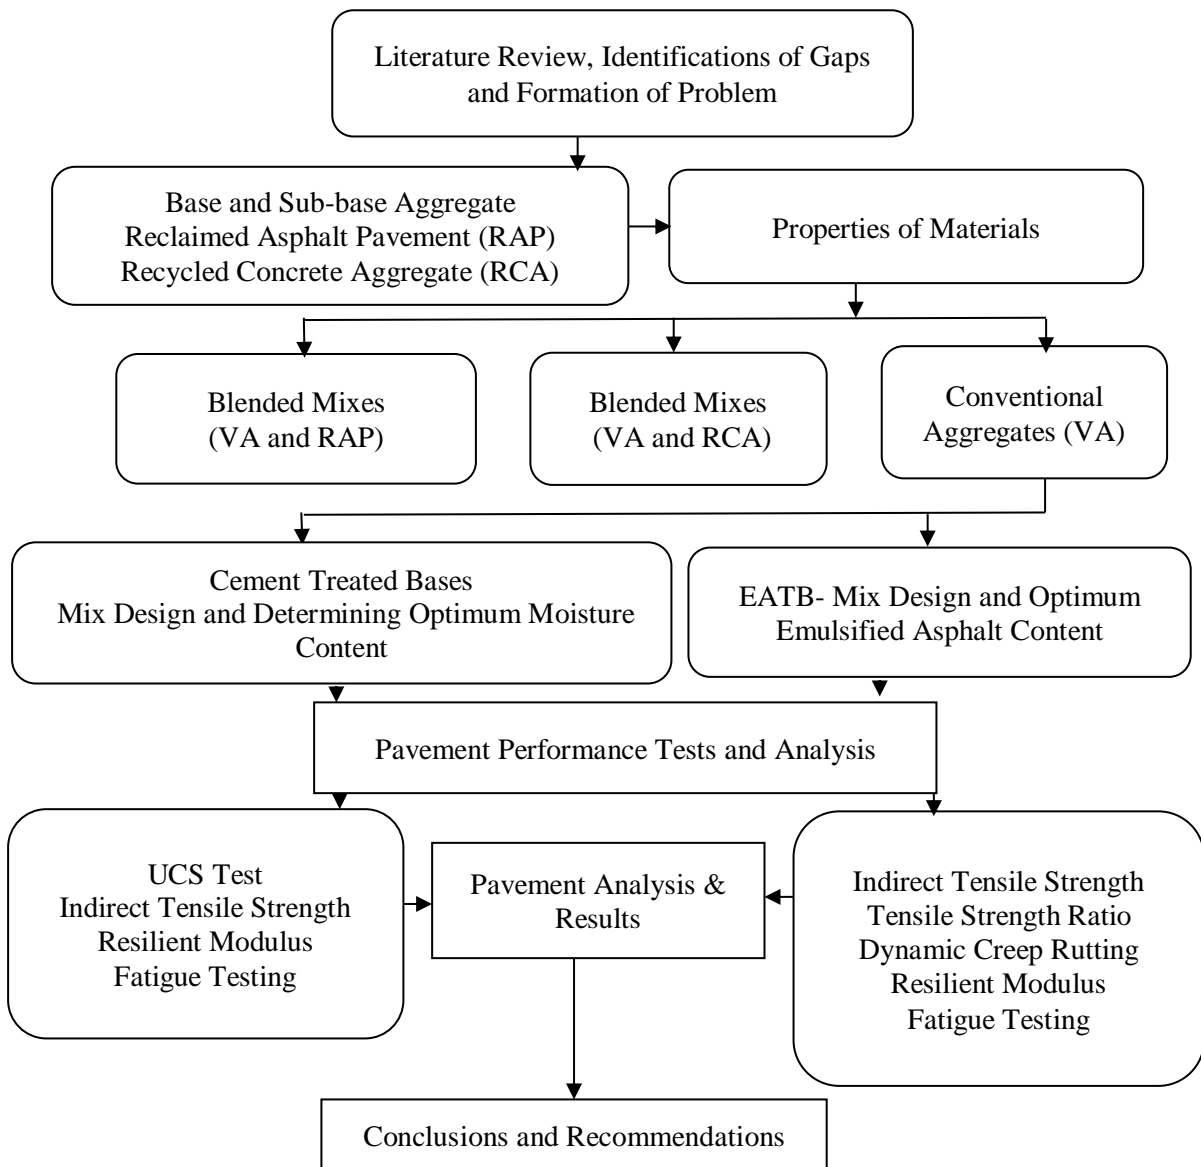 Literature Review, Identifications of Gaps
and Formation of Problem
Base and Sub-base Aggregate
Reclaimed Asphalt Pavement (RAP)
Recycled Concrete Aggregate (RCA)
Properties of Materials
Blended Mixes
(VA and RAP)
Blended Mixes
(VA and RCA)
Conventional
Aggregates (VA)
Cement Treated Bases
Mix Design and Determining Optimum Moisture
Content
EATB- Mix Design and Optimum
Emulsified Asphalt Content
Pavement Performance Tests and Analysis
UCS Test
Indirect Tensile Strength
Resilient Modulus
Fatigue Testing
Pavement Analysis &
Results
Indirect Tensile Strength
Tensile Strength Ratio
Dynamic Creep Rutting
Resilient Modulus
Fatigue Testing
Conclusions and Recommendations